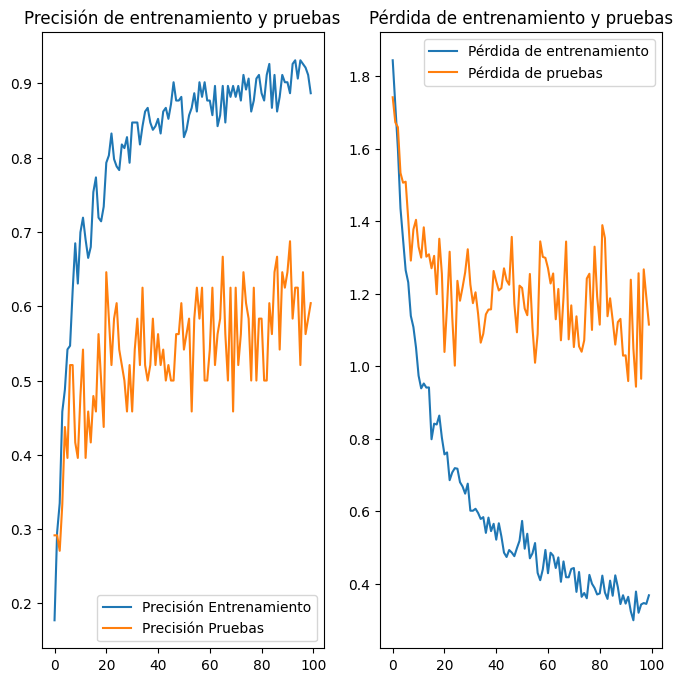 Precisión de entrenamiento y pruebas
0.9
0.8
0.7
0.6
0.5
0.4
0.3
0.2
0 20 40 60 80 100
Precisión Entrenamiento
Precisión Pruebas
Pérdida de entrenamiento y pruebas
Pérdida de entrenamiento
Pérdida de pruebas
1.8
1.6
1.4
1.2
1.0
0.8
0.6
0.4
0 20 40 60 80 100